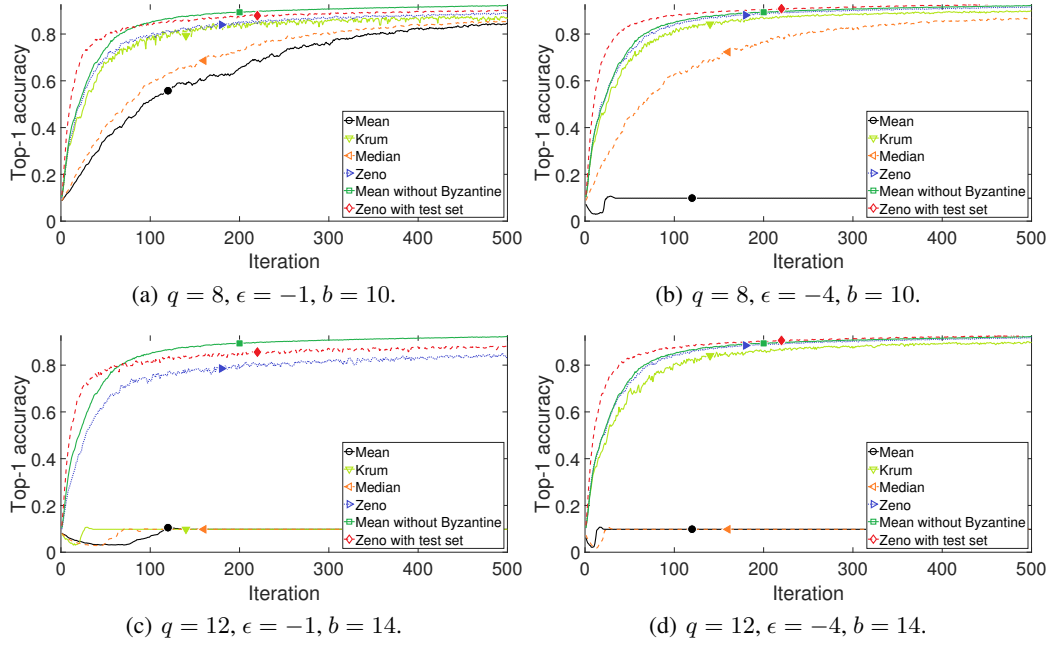 Top-1 accuracy
0.8
0.6
0.4
0.2
0
0 100 200 300 400 500
Iteration
Mean
Krum
Median
Zeno
Mean without Byzantine
Zeno with test set
(a) q = 8, ϵ = −1, b = 10.
Top-1 accuracy
0.8
0.6
0.4
0.2
0
0 100 200 300 400 500
Iteration
Mean
Krum
Median
Zeno
Mean without Byzantine
Zeno with test set
(b) q = 8, ϵ = −4, b = 10.
Top-1 accuracy
0.8
0.6
0.4
0.2
0
0 100 200 300 400 500
Iteration
Mean
Krum
Median
Zeno
Mean without Byzantine
Zeno with test set
(c) q = 12, ϵ = −1, b = 14.
Top-1 accuracy
0.8
0.6
0.4
0.2
0
0 100 200 300 400 500
Iteration
Mean
Krum
Median
Zeno
Mean without Byzantine
Zeno with test set
(d) q = 12, ϵ = −4, b = 14.